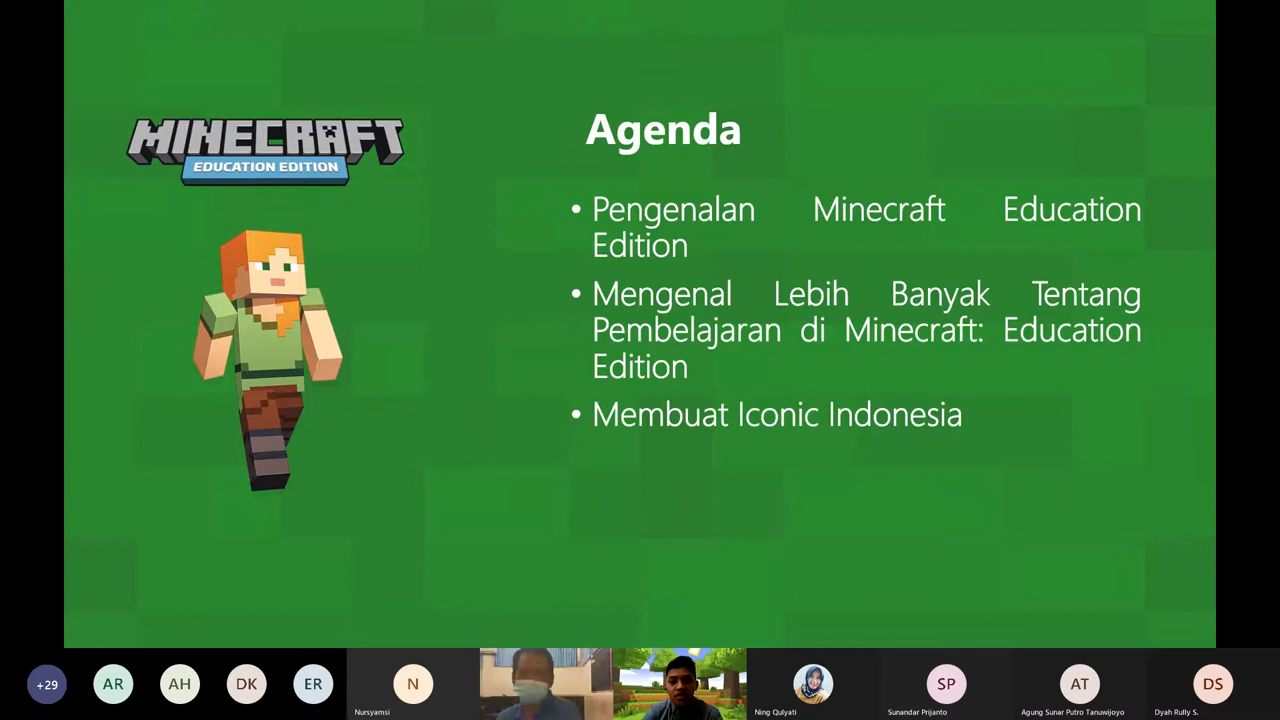 MINECRAFT
EDUCATION EDITION
Agenda
• Pengenalan Minecraft Education
Edition
• Mengenal Lebih Banyak Tentang
Pembelajaran di Minecraft: Education
Edition
• Membuat Iconic Indonesia
+29
AR
AH
DK
ER
N
SP
AT
DS
Nursyamsi
Ning Qulyati
Sunandar Prijanto
Agung Sunar Putro Tanuwijoyo
Dyah Rully S.